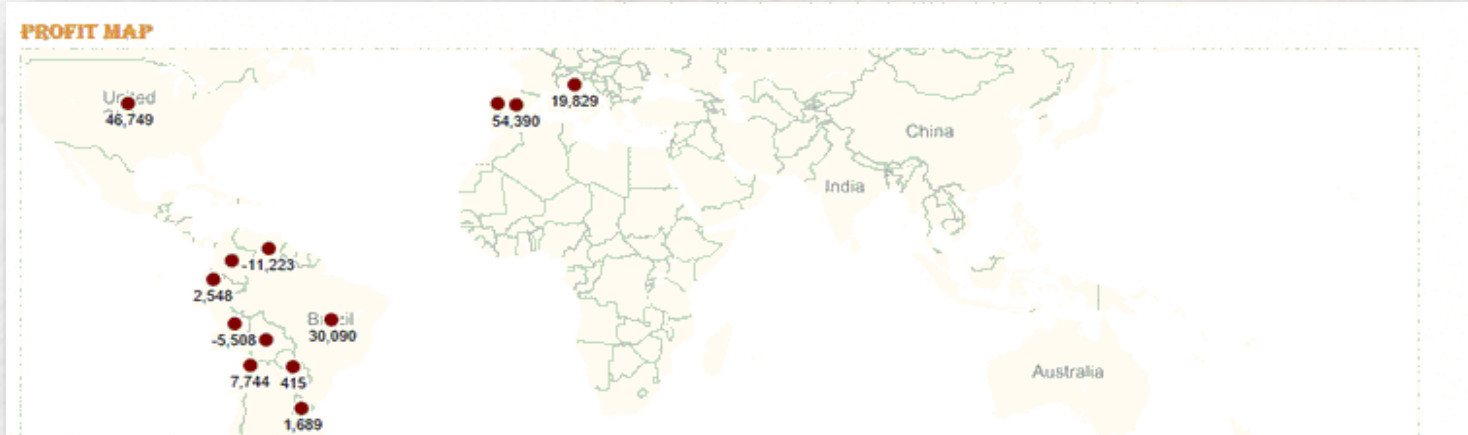 PROFIT MAP
United
46,749
19,829
54,390
China
India
-11,223
2,548
Brazil
-5,508
30,090
7,744
415
Australia
1,689